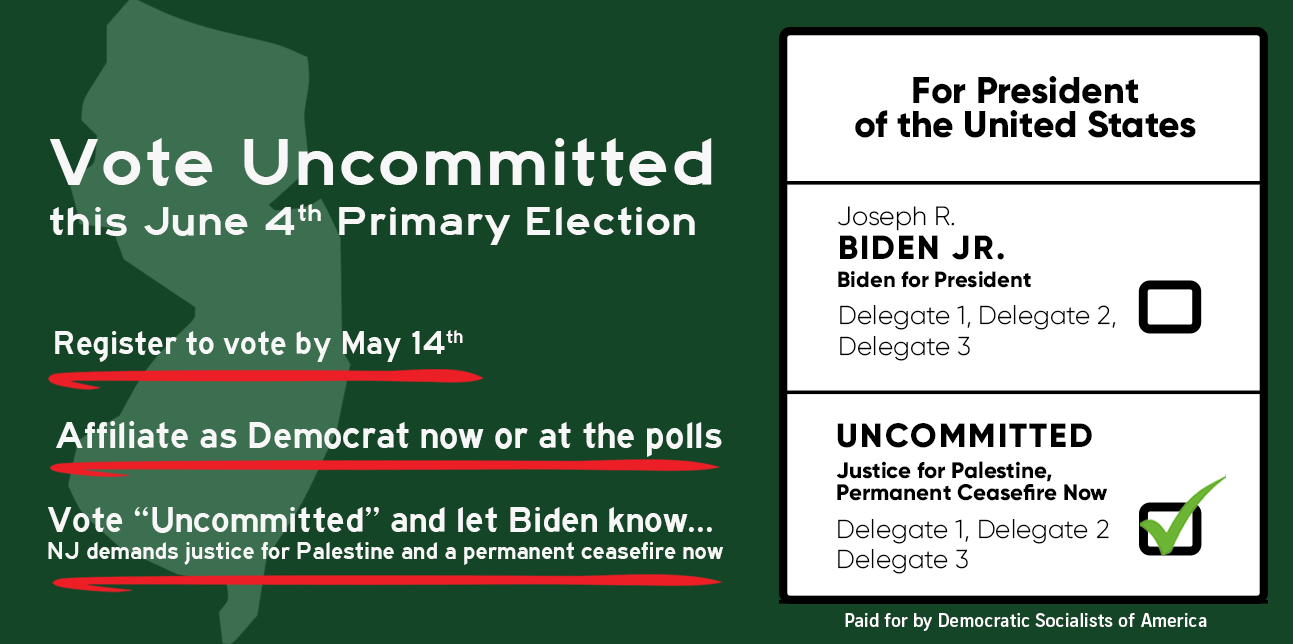 Vote Uncommitted
this June 4th Primary Election
Register to vote by May 14th
Affiliate as Democrat now or at the polls
Vote “Uncommitted” and let Biden know...
NJ demands justice for Palestine and a permanent ceasefire now
For President
of the United States
Joseph R.
BIDEN JR.
Biden for President
Delegate 1, Delegate 2,
Delegate 3
UNCOMMITTED
Justice for Palestine,
Permanent Ceasefire Now
Delegate 1, Delegate 2
Delegate 3
Paid for by Democratic Socialists of America